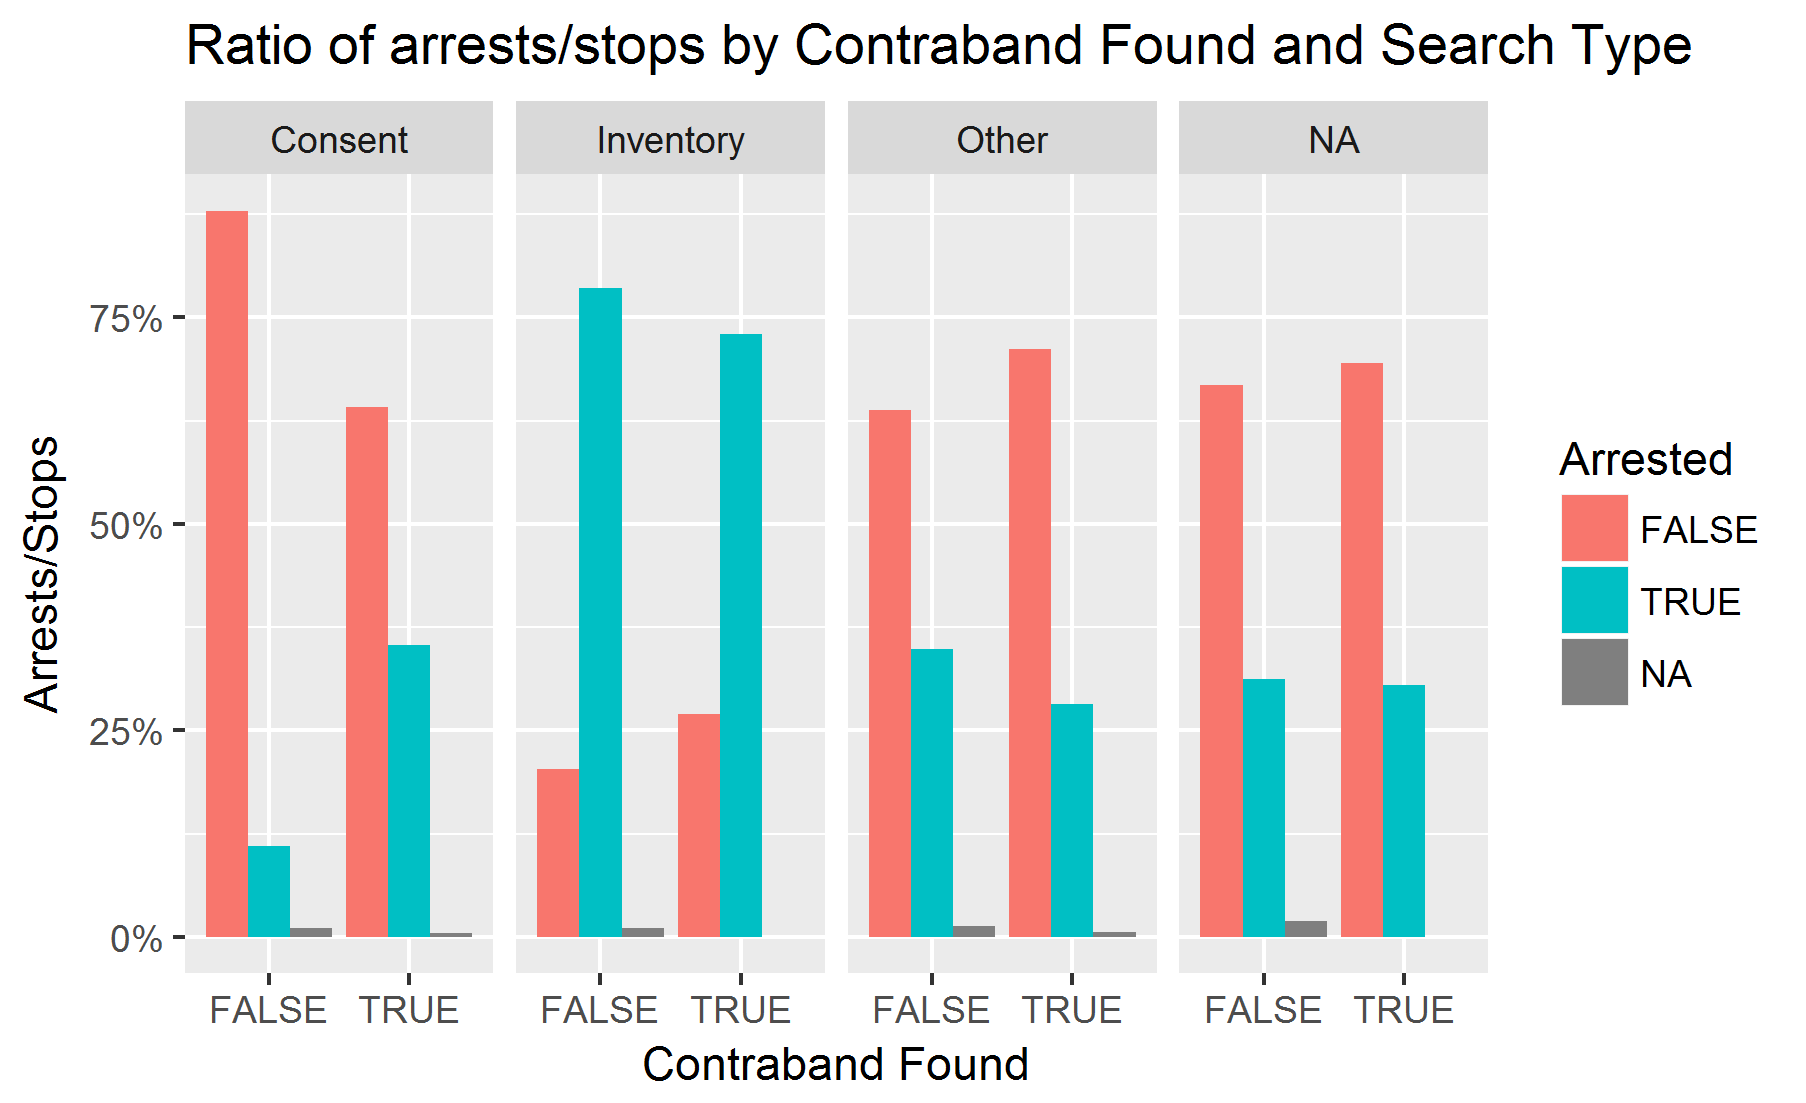 Ratio of arrests/stops by Contraband Found and Search Type
Consent Inventory Other NA
75%
50%
25%
0%
Arrests/Stops
FALSE TRUE FALSE TRUE FALSE TRUE FALSE TRUE
Contraband Found
Arrested
FALSE
TRUE
NA